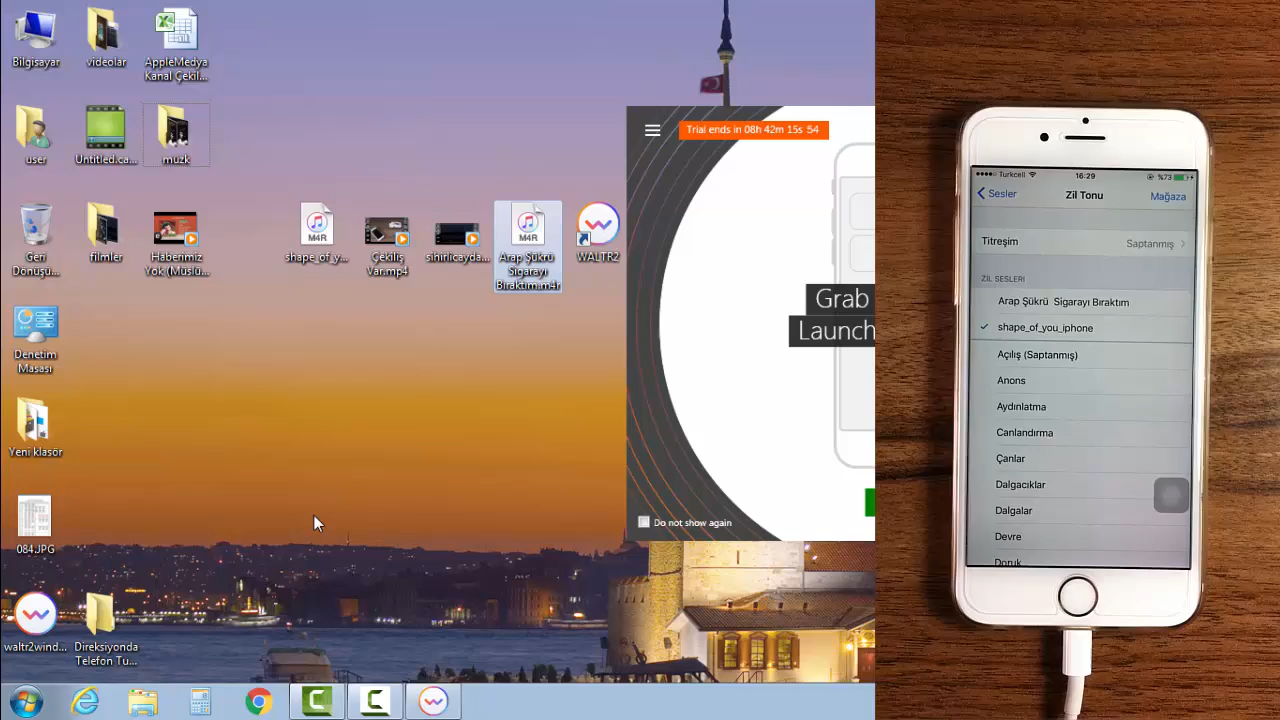 Bilgisayar
videolar
AppleMedya
Kanal Çekil...
user
Untitled.ca...
muzk
Geri
Dönüşü...
filmler
Haberimiz
Yok (Müslü...
M4R
shape_of_y...
Çekiliş
Var.mp4
sihirlicayda...
M4R
Arap Şükrü
Sigarayı
Bıraktım.m4r
WALTR2
Denetim
Masası
Yeni klasör
084.JPG
waltr2wind...
Direksiyonda
Telefon Tu...
Trial ends in 08h 42m 15s :54
Grab
Launch
Do not show again
Turkcell
16:29
%73
Sesler
Zil Tonu
Mağaza
Titreşim
Saptanmış
ZİL SESLERİ
Arap Şükrü Sigarayı Bıraktım
shape_of_you_iphone
Açılış (Saptanmış)
Anons
Aydınlatma
Canlandırma
Çanlar
Dalgacıklar
Dalgalar
Devre
Doruk